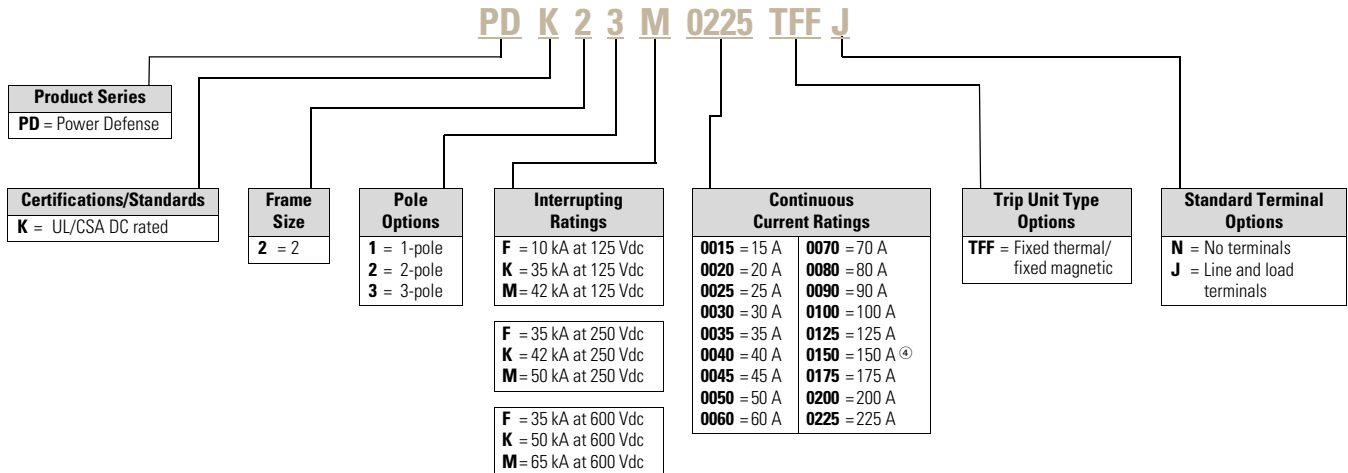 PD K 2 3 M 0225 TFF J
Product Series
PD = Power Defense
Certifications/Standards
K = UL/CSA DC rated
Frame
Size
2 = 2
Pole
Options
1 = 1-pole
2 = 2-pole
3 = 3-pole
Interrupting
Ratings
F = 10 kA at 125 Vdc
K = 35 kA at 125 Vdc
M = 42 kA at 125 Vdc
F = 35 kA at 250 Vdc
K = 42 kA at 250 Vdc
M = 50 kA at 250 Vdc
F = 35 kA at 600 Vdc
K = 50 kA at 600 Vdc
M = 65 kA at 600 Vdc
Continuous
Current Ratings
0015 = 15 A
0020 = 20 A
0025 = 25 A
0030 = 30 A
0035 = 35 A
0040 = 40 A
0045 = 45 A
0050 = 50 A
0060 = 60 A
0070 = 70 A
0080 = 80 A
0090 = 90 A
0100 = 100 A
0125 = 125 A
0150 = 150 A ④
0175 = 175 A
0200 = 200 A
0225 = 225 A
Trip Unit Type
Options
TFF = Fixed thermal/
fixed magnetic
Standard Terminal
Options
N = No terminals
J = Line and load
terminals